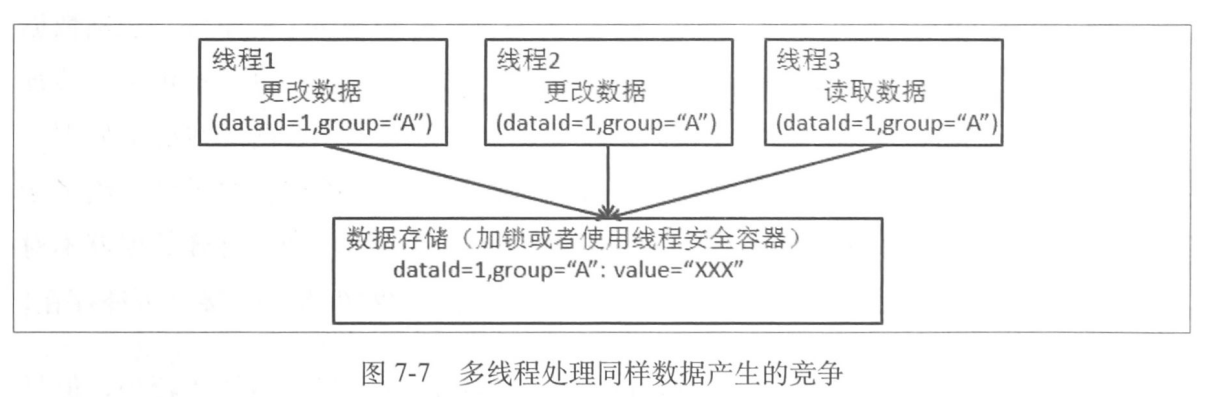 线程1
更改数据
(dataId=1,group=“A”)
线程2
更改数据
(dataId=1,group=“A”)
线程3
读取数据
(dataId=1,group=“A”)
数据存储（加锁或者使用线程安全容器）
dataId=1,group=“A”: value=“XXX”
图 7-7 多线程处理同样数据产生的竞争